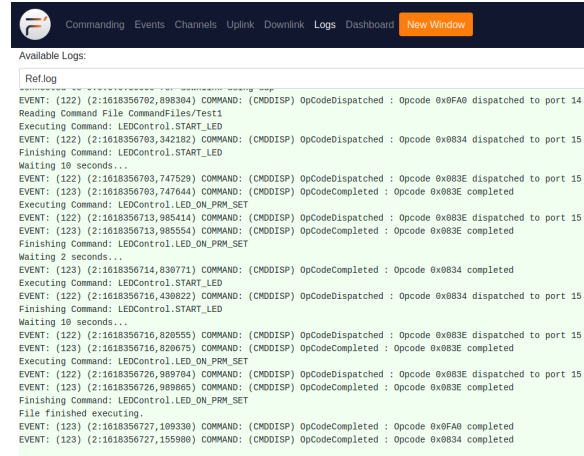 Commanding Events Channels Uplink Downlink Logs Dashboard New Window
Available Logs:
Ref.log
EVENT: (122) (2:1618356702,898304) COMMAND: (CMDDISP) OpCodeDispatched : Opcode 0x0FA0 dispatched to port 14
Reading Command File CommandFiles/Test1
Executing Command: LEDControl.START_LED
EVENT: (122) (2:1618356703,342182) COMMAND: (CMDDISP) OpCodeDispatched : Opcode 0x0834 dispatched to port 15
Finishing Command: LEDControl.START_LED
Waiting 10 seconds...
EVENT: (122) (2:1618356703,747529) COMMAND: (CMDDISP) OpCodeDispatched : Opcode 0x083E dispatched to port 15
EVENT: (123) (2:1618356703,747644) COMMAND: (CMDDISP) OpCodeCompleted : Opcode 0x083E completed
Executing Command: LEDControl.LED_ON_PRM_SET
EVENT: (122) (2:1618356713,985414) COMMAND: (CMDDISP) OpCodeDispatched : Opcode 0x083E dispatched to port 15
EVENT: (123) (2:1618356713,985554) COMMAND: (CMDDISP) OpCodeCompleted : Opcode 0x083E completed
Finishing Command: LEDControl.LED_ON_PRM_SET
Waiting 2 seconds...
EVENT: (123) (2:1618356714,830771) COMMAND: (CMDDISP) OpCodeCompleted : Opcode 0x0834 completed
Executing Command: LEDControl.START_LED
EVENT: (122) (2:1618356716,430822) COMMAND: (CMDDISP) OpCodeDispatched : Opcode 0x0834 dispatched to port 15
Finishing Command: LEDControl.START_LED
Waiting 10 seconds...
EVENT: (122) (2:1618356716,820555) COMMAND: (CMDDISP) OpCodeDispatched : Opcode 0x083E dispatched to port 15
EVENT: (123) (2:1618356716,820675) COMMAND: (CMDDISP) OpCodeCompleted : Opcode 0x083E completed
Executing Command: LEDControl.LED_ON_PRM_SET
EVENT: (122) (2:1618356726,989704) COMMAND: (CMDDISP) OpCodeDispatched : Opcode 0x083E dispatched to port 15
EVENT: (123) (2:1618356726,989865) COMMAND: (CMDDISP) OpCodeCompleted : Opcode 0x083E completed
Finishing Command: LEDControl.LED_ON_PRM_SET
File finished executing.
EVENT: (123) (2:1618356727,109330) COMMAND: (CMDDISP) OpCodeCompleted : Opcode 0x0FA0 completed
EVENT: (123) (2:1618356727,155980) COMMAND: (CMDDISP) OpCodeCompleted : Opcode 0x0834 completed